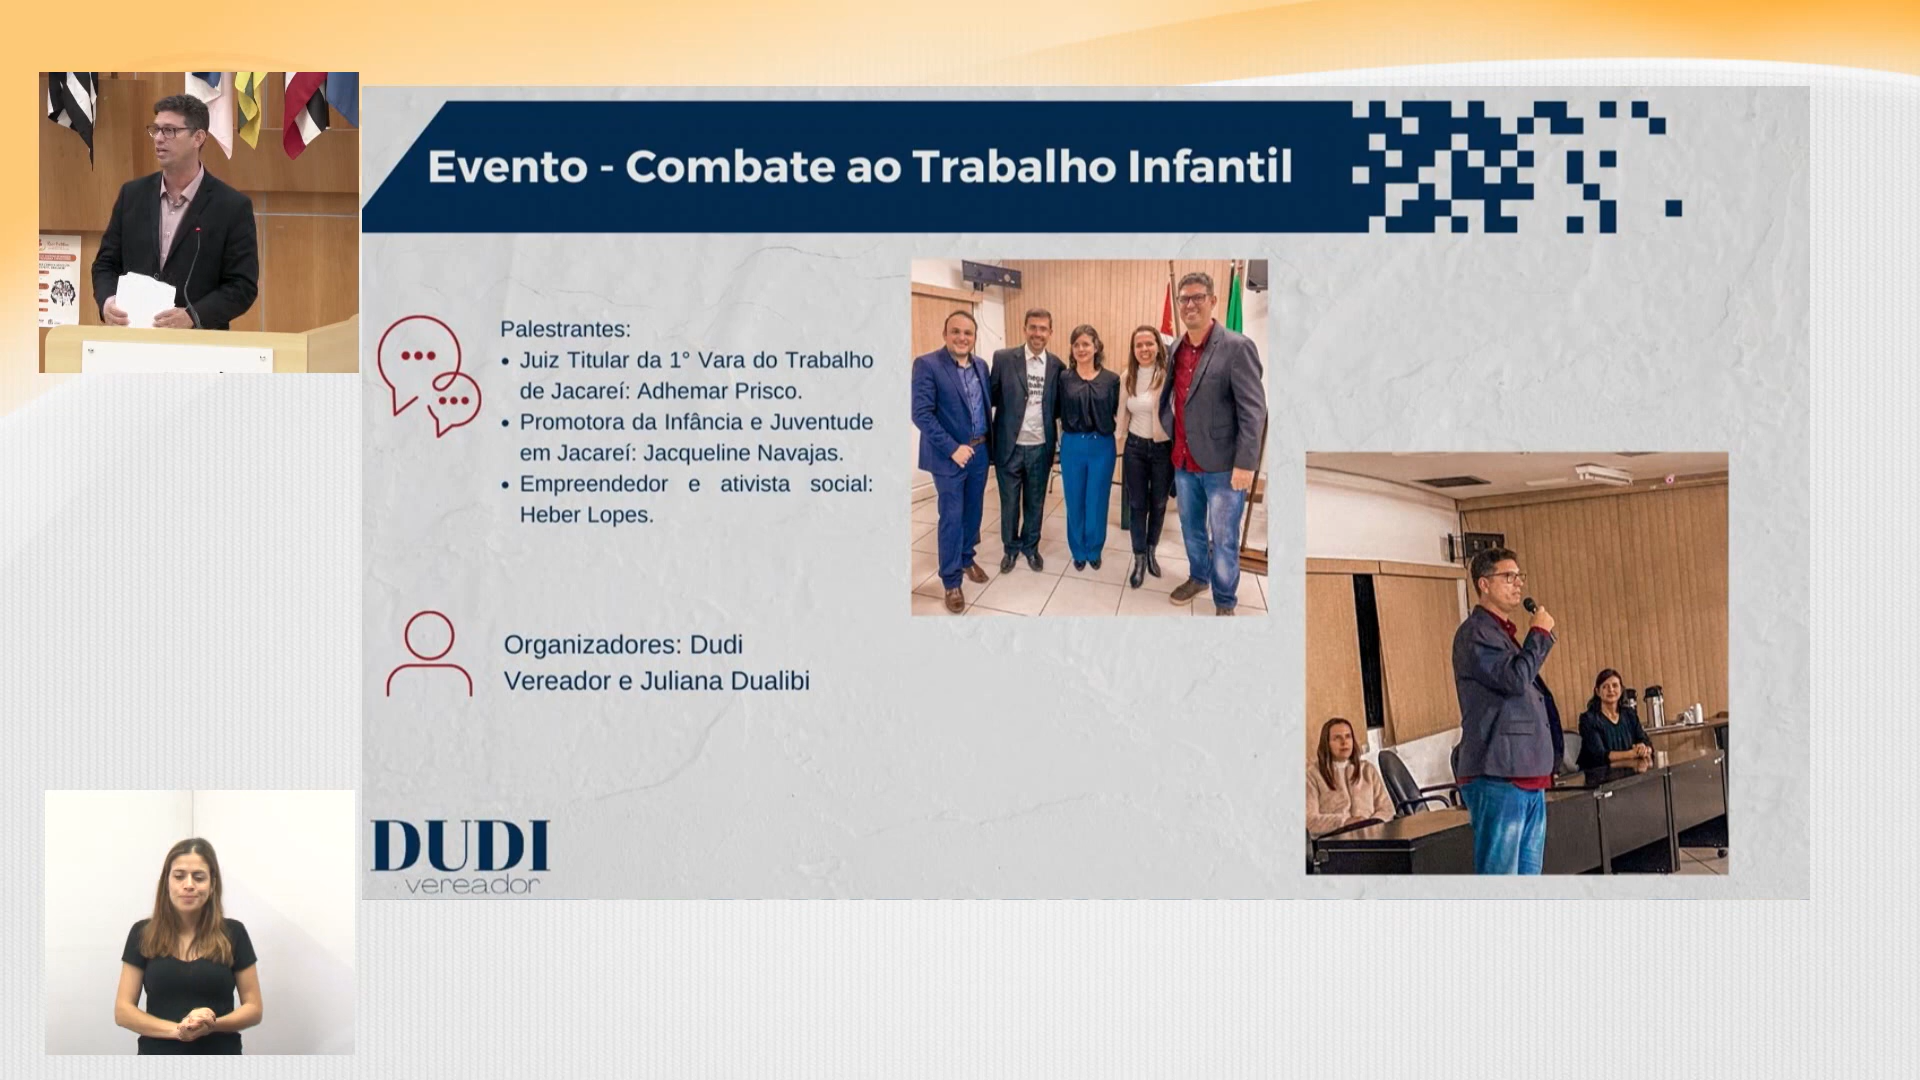 Evento - Combate ao Trabalho Infantil
Palestrantes:
• Juiz Titular da 1° Vara do Trabalho
de Jacareí: Adhemar Prisco.
• Promotora da Infância e Juventude
em Jacareí: Jacqueline Navajas.
• Empreendedor e ativista social:
Heber Lopes.
Organizadores: Dudi
Vereador e Juliana Dualibi
DUDI
vereador